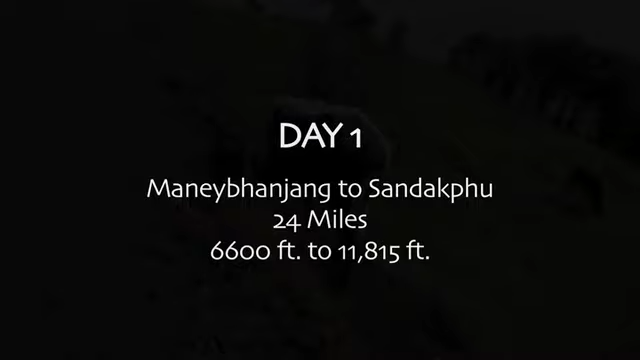 DAY 1
Maneybhanjang to Sandakphu
24 Miles
6600 ft. to 11,815 ft.